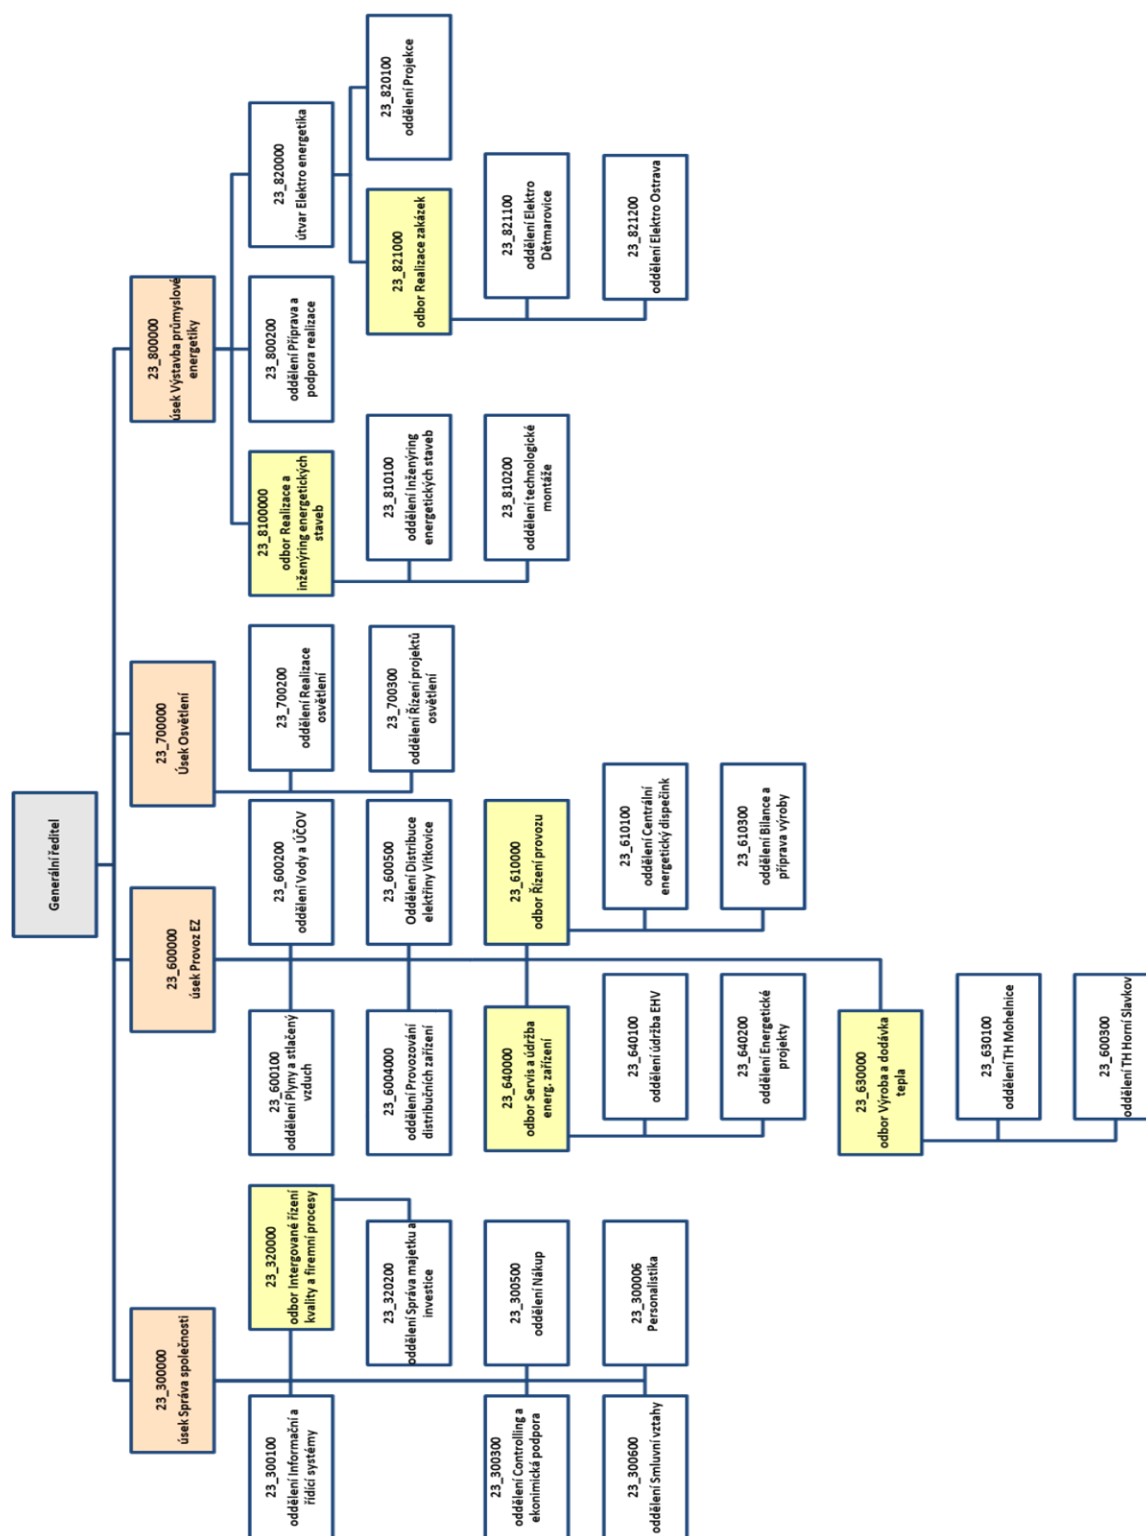 Generální ředitel
23_300000
úsek Správa společnosti
23_600000
úsek Provoz EZ
23_700000
Úsek Osvětlení
23_800000
úsek Výstavba průmyslové
energetiky
23_300100
oddělení Informační a
řídící systémy
23_320000
odbor Intergované řízení
kvality a firemní procesy
23_320200
oddělení Správa majetku a
investice
23_300300
oddělení Controlling a
ekonimická podpora
23_300500
oddělení Nákup
23_300600
oddělení Smluvní vztahy
23_300006
Personalistika
23_600100
oddělení Plyny a stlačený
vzduch
23_600200
oddělení Vody a ÚČOV
23_6004000
oddělení Provozování
distribučních zařízení
23_600500
Oddělení Distribuce
elektřiny Vítkovice
23_640000
odbor Servis a údržba
energ. zařízení
23_610000
odbor Řízení provozu
23_640100
oddělení údržba EHV
23_640200
oddělení Energetické
projekty
23_610100
oddělení Centrální
energetický dispečink
23_610300
oddělení Bilance a
příprava výroby
23_630000
odbor Výroba a dodávka
tepla
23_630100
oddělení TH Mohelnice
23_600300
oddělení TH Horní Slavkov
23_700200
oddělení Realizace
osvětlení
23_700300
oddělení Řízení projektů
osvětlení
23_8100000
odbor Realizace a
inženýring energetických
staveb
23_800200
oddělení Příprava a
podpora realizace
23_820000
útvar Elektro energetika
23_810100
oddělení Inženýring
energetických staveb
23_810200
oddělení technologické
montáže
23_821000
odbor Realizace zakázek
23_820100
oddělení Projekce
23_821100
oddělení Elektro
Dětmarovice
23_821200
oddělení Elektro Ostrava